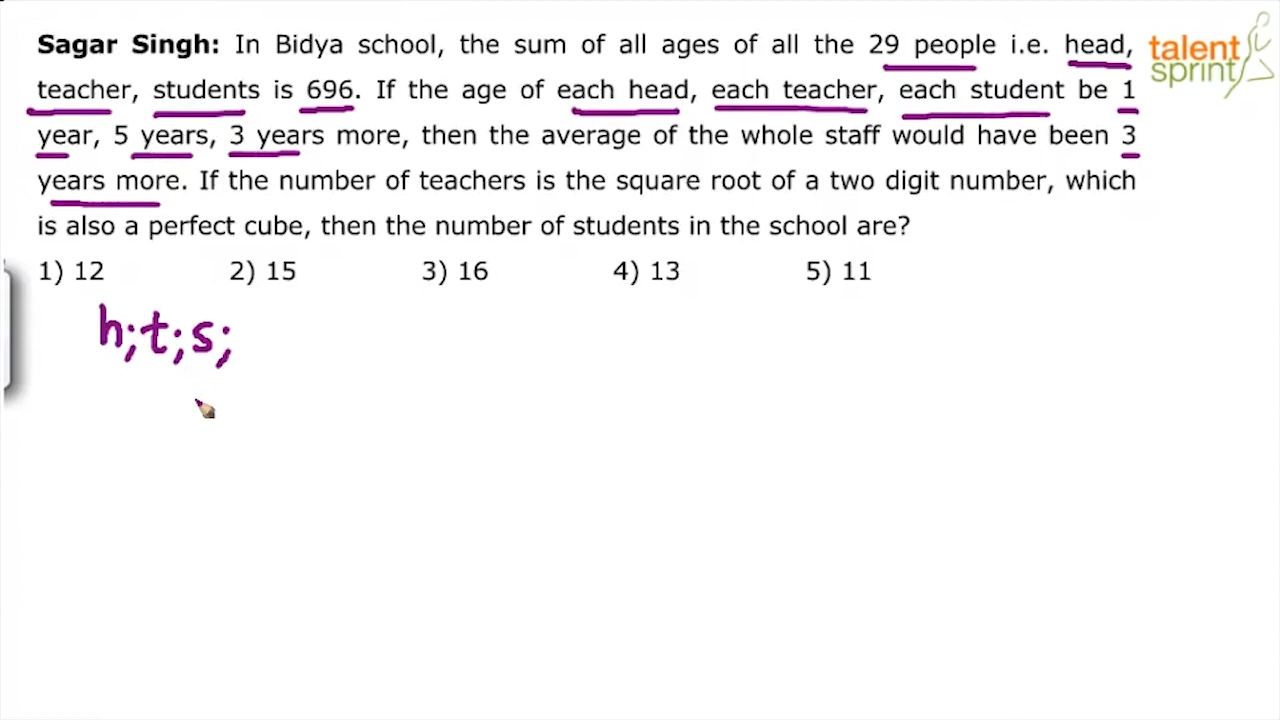 Sagar Singh: In Bidya school, the sum of all ages of all the 29 people i.e. head,
teacher, students is 696. If the age of each head, each teacher, each student be 1
year, 5 years, 3 years more, then the average of the whole staff would have been 3
years more. If the number of teachers is the square root of a two digit number, which
is also a perfect cube, then the number of students in the school are?
1) 12 2) 15 3) 16 4) 13 5) 11
h; t; s;
talent
sprint